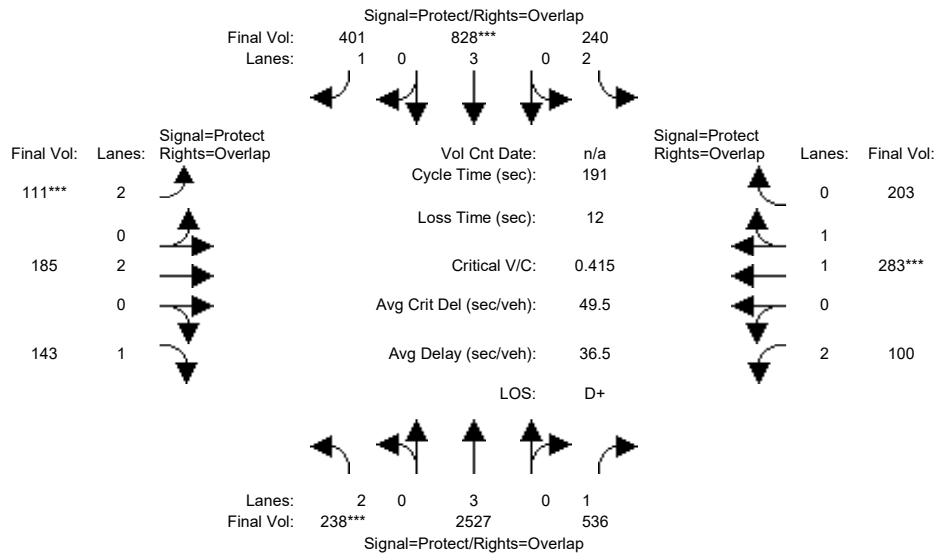 Signal=Protect/Rights=Overlap
Final Vol: 401 828*** 240
Lanes: 1 0 3 0 2
Signal=Protect Signal=Protect
Final Vol: Lanes: Rights=Overlap Vol Cnt Date: n/a Rights=Overlap Lanes: Final Vol:
Cycle Time (sec): 191
111*** 2 0 203
Loss Time (sec): 12
0 1
185 2 Critical V/C: 0.415 1 283***
0 Avg Crit Del (sec/veh): 49.5 0
143 1 Avg Delay (sec/veh): 36.5 2 100
LOS: D+
Lanes: 2 0 3 0 1
Final Vol: 238*** 2527 536
Signal=Protect/Rights=Overlap